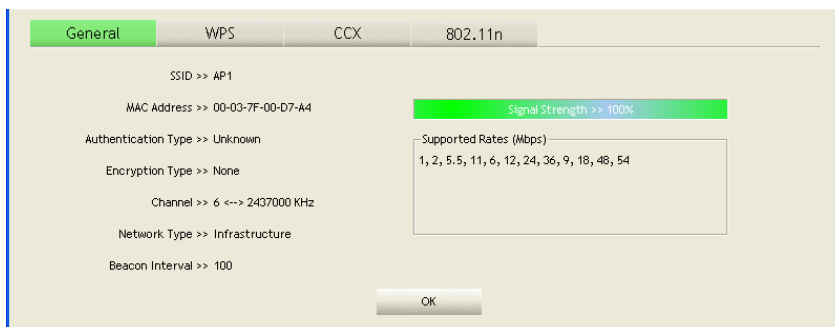 General WPS CCX 802.11n
SSID >> AP1
MAC Address >> 00-03-7F-00-D7-A4
Authentication Type >> Unknown
Encryption Type >> None
Channel >> 6 <--> 2437000 KHz
Network Type >> Infrastructure
Beacon Interval >> 100
Signal Strength >> 100%
Supported Rates (Mbps)
1, 2, 5.5, 11, 6, 12, 24, 36, 9, 18, 48, 54
OK